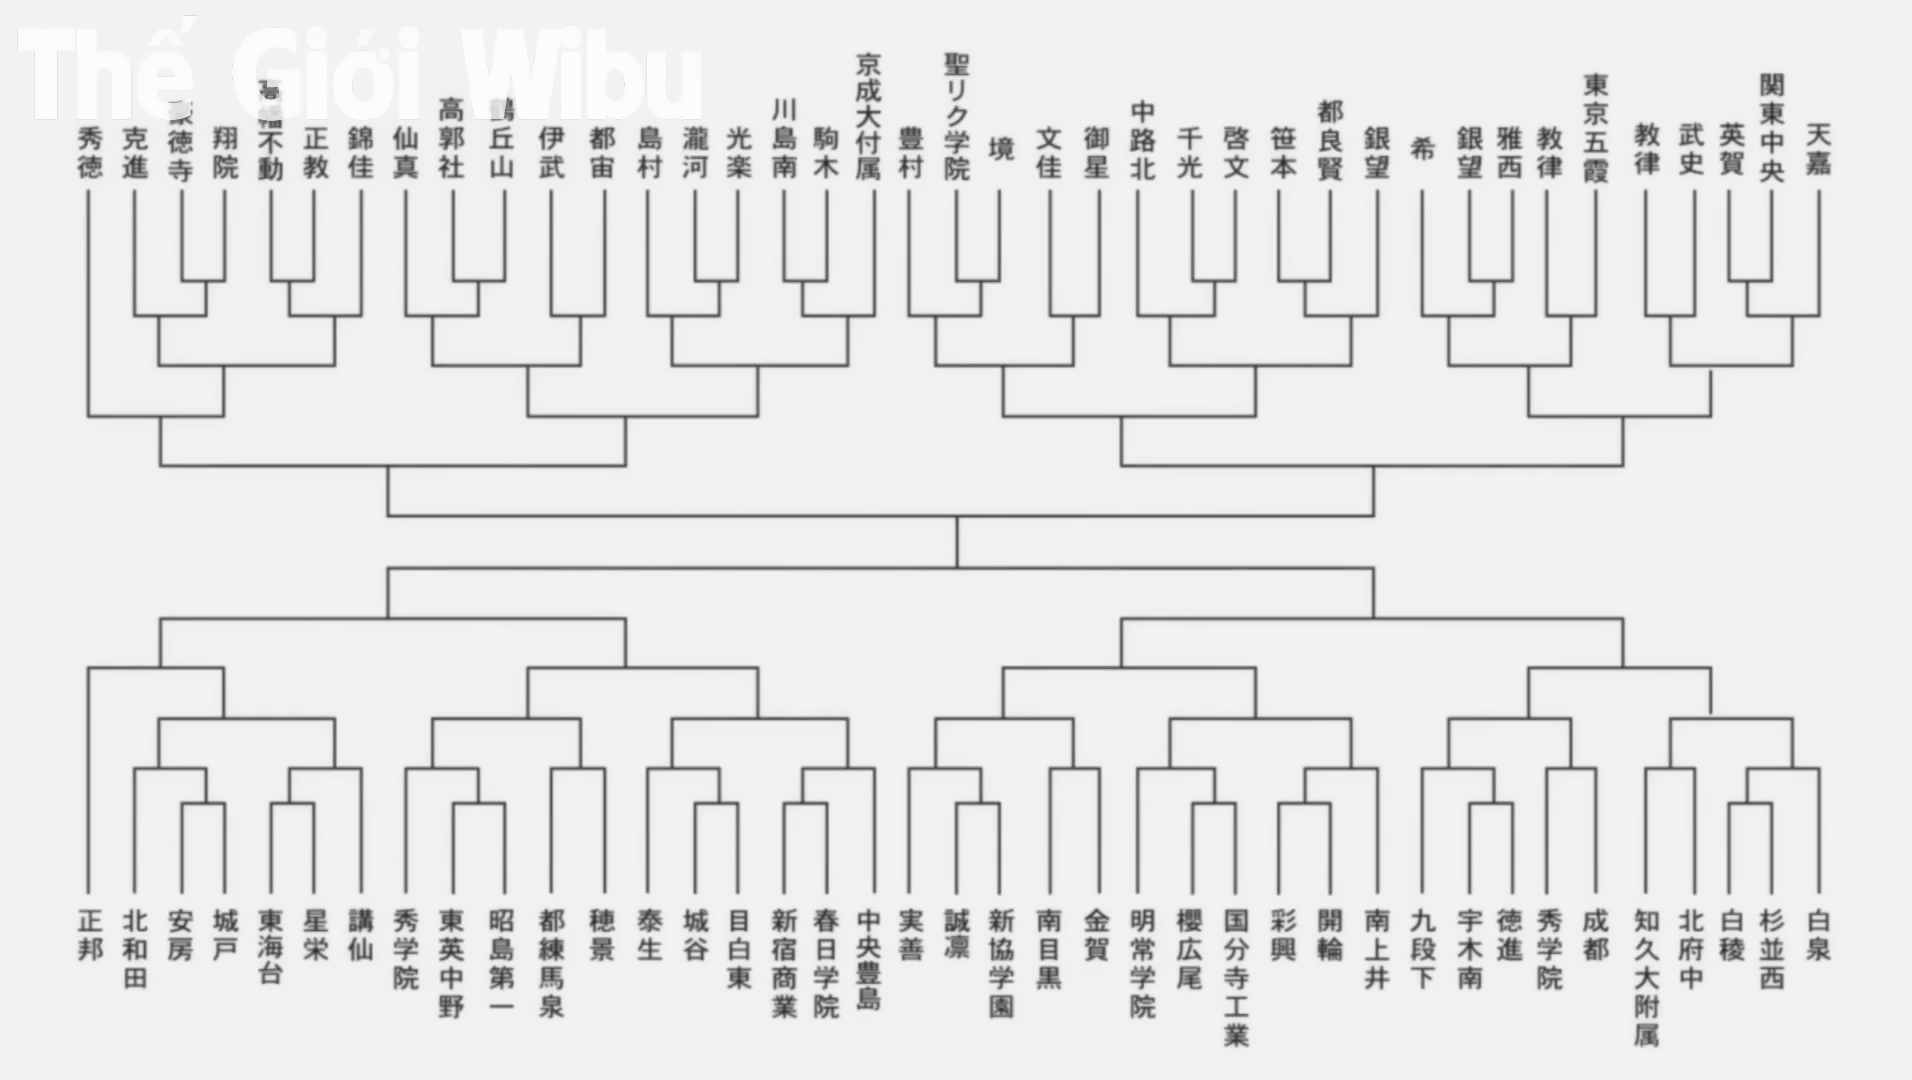 Thế Giới Wibu
秀徳
克進
豪徳寺
翔院
高幡不動
正教
錦佳
仙真
高郭社
鶴丘山
伊武
都宙
島村
瀧河
光楽
川島南
駒木
京成大付属
豊村
聖リク学院
境
文佳
御星
中路北
千光
啓文
笹本
都良賢
銀望
希
銀望
雅西
教律
東京五霞
教律
武史
英賀
関東中央
天嘉
正邦
北和田
安房
城戸
東海台
星栄
講仙
秀学院
東英中野
昭島第一
都練馬泉
穂景
泰生
城谷
目白東
新宿商業
春日学院
中央豊島
実善
誠凛
新協学園
南目黒
金賀
明常学院
櫻広尾
国分寺工業
彩興
開輪
南上井
九段下
宇木南
徳進
秀学院
成都
知久大附属
北府中
白稜
杉並西
白泉